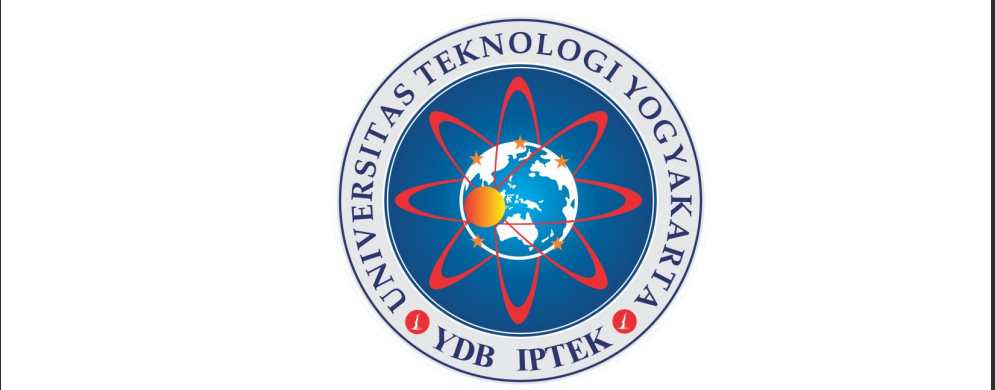 UNIVERSITAS TEKNOLOGI YOGYAKARTA
YDB IPTEK